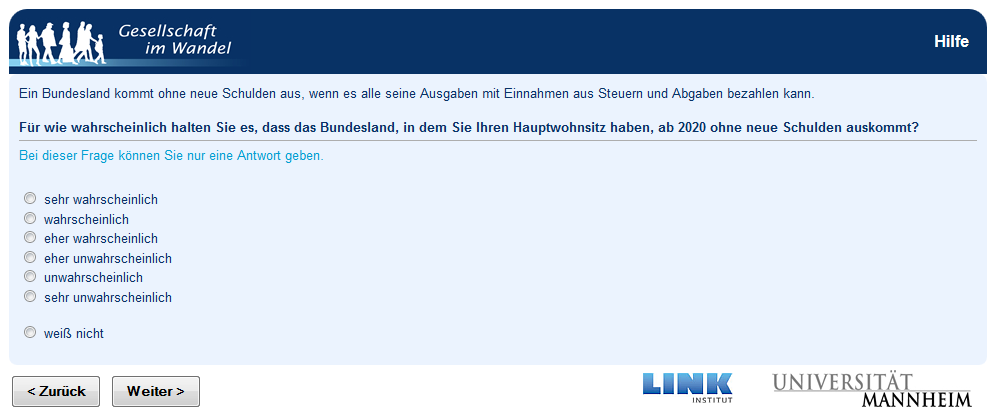 Gesellschaft
im Wandel
Hilfe
Ein Bundesland kommt ohne neue Schulden aus, wenn es alle seine Ausgaben mit Einnahmen aus Steuern und Abgaben bezahlen kann.
Für wie wahrscheinlich halten Sie es, dass das Bundesland, in dem Sie Ihren Hauptwohnsitz haben, ab 2020 ohne neue Schulden auskommt?
Bei dieser Frage können Sie nur eine Antwort geben.
sehr wahrscheinlich
wahrscheinlich
eher wahrscheinlich
eher unwahrscheinlich
unwahrscheinlich
sehr unwahrscheinlich
weiß nicht
< Zurück
Weiter >
LINK
INSTITUT
UNIVERSITÄT
MANNHEIM